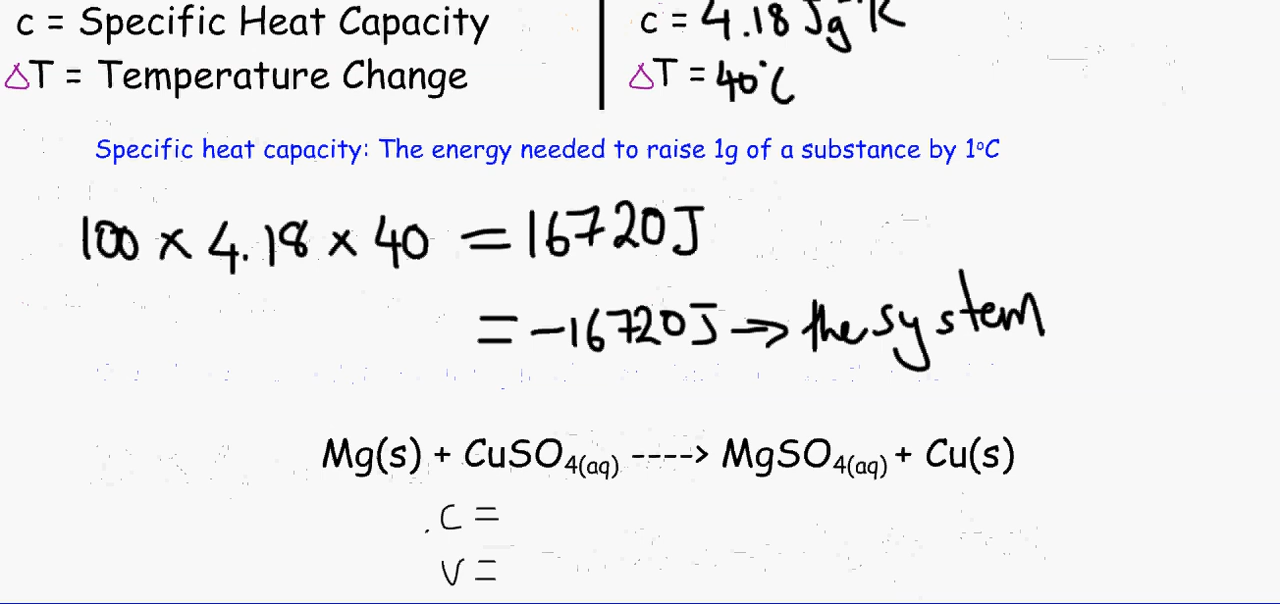 c = Specific Heat Capacity
c = 4.18 Jg⁻K
ΔT = Temperature Change
ΔT = 40°C
Specific heat capacity: The energy needed to raise 1g of a substance by 1°C
100 × 4.18 × 40 = 16720J
= -16720J → the system
Mg(s) + CuSO₄(aq) ----> MgSO₄(aq) + Cu(s)
.C =
V =